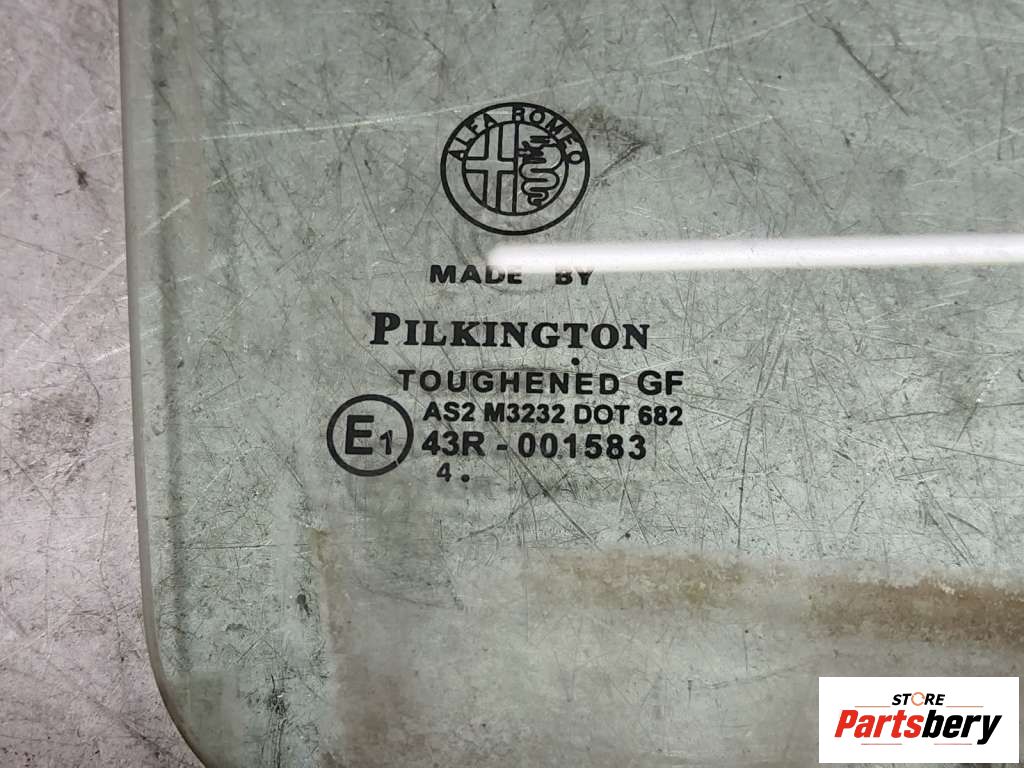 ALFA ROMEO
MADE BY
PILKINGTON
TOUGHENED GF
AS2 M3232 DOT 682
E1 43R - 001583
4 .
STORE
Partsbery